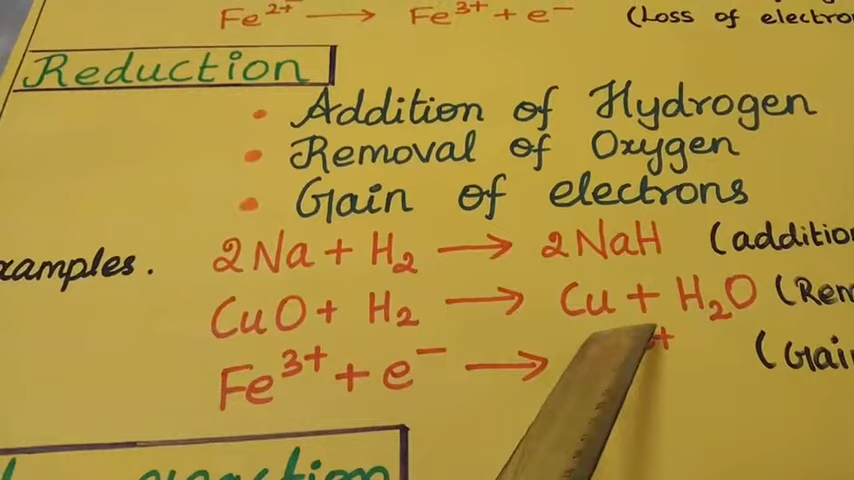 Fe²⁺ → Fe³⁺ + e⁻ (Loss of electro
Reduction
• Addition of Hydrogen
• Removal of Oxygen
• Gain of electrons
xamples. 2Na + H₂ → 2NaH (addition
CuO + H₂ → Cu + H₂O (Rem
Fe³⁺ + e⁻ → + (Gai